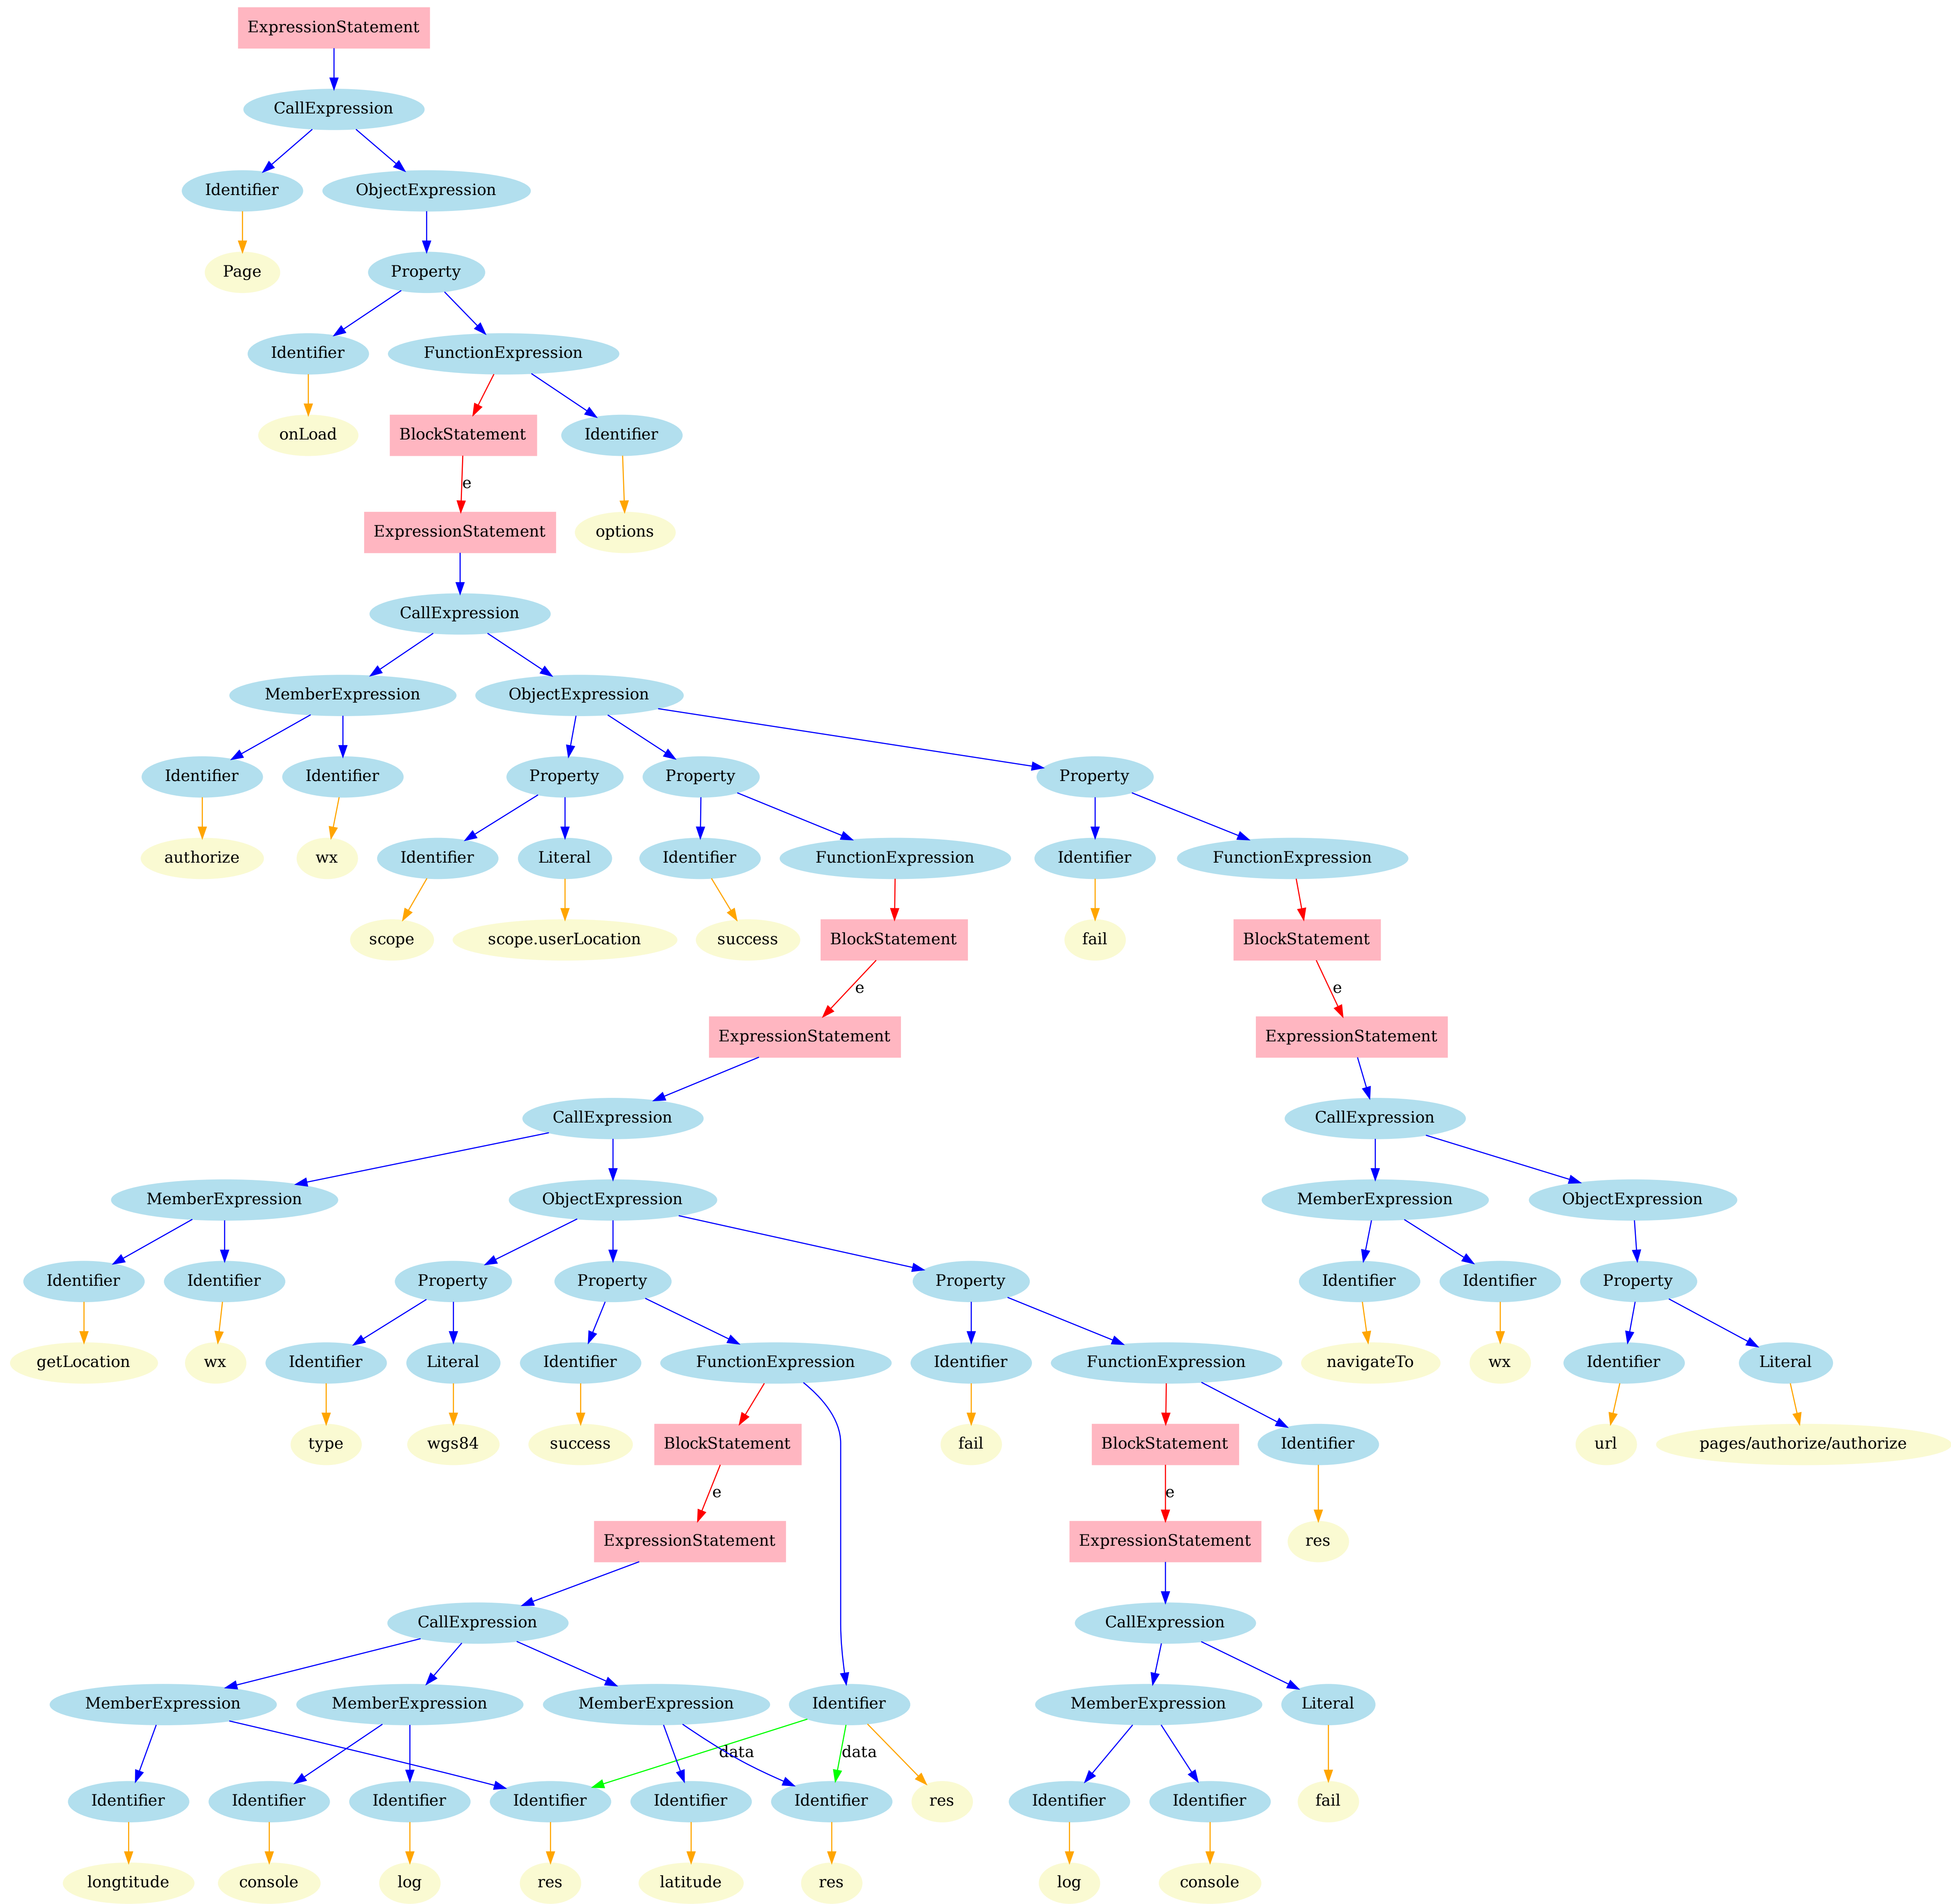 ExpressionStatement
CallExpression
Identifier ObjectExpression
Page Property
Identifier FunctionExpression
onLoad BlockStatement Identifier
e
ExpressionStatement options
CallExpression
MemberExpression ObjectExpression
Identifier Identifier Property Property Property
authorize wx Identifier Literal Identifier FunctionExpression Identifier FunctionExpression
scope scope.userLocation success BlockStatement fail BlockStatement
e e
ExpressionStatement ExpressionStatement
CallExpression CallExpression
MemberExpression ObjectExpression MemberExpression ObjectExpression
Identifier Identifier Property Property Property Identifier Identifier Property
getLocation wx Identifier Literal Identifier FunctionExpression Identifier FunctionExpression navigateTo wx Identifier Literal
type wgs84 success BlockStatement fail BlockStatement Identifier url pages/authorize/authorize
e e
ExpressionStatement ExpressionStatement res
CallExpression CallExpression
MemberExpression MemberExpression MemberExpression Identifier MemberExpression Literal
data data
Identifier Identifier Identifier Identifier Identifier Identifier res Identifier Identifier fail
longtitude console log res latitude res log console